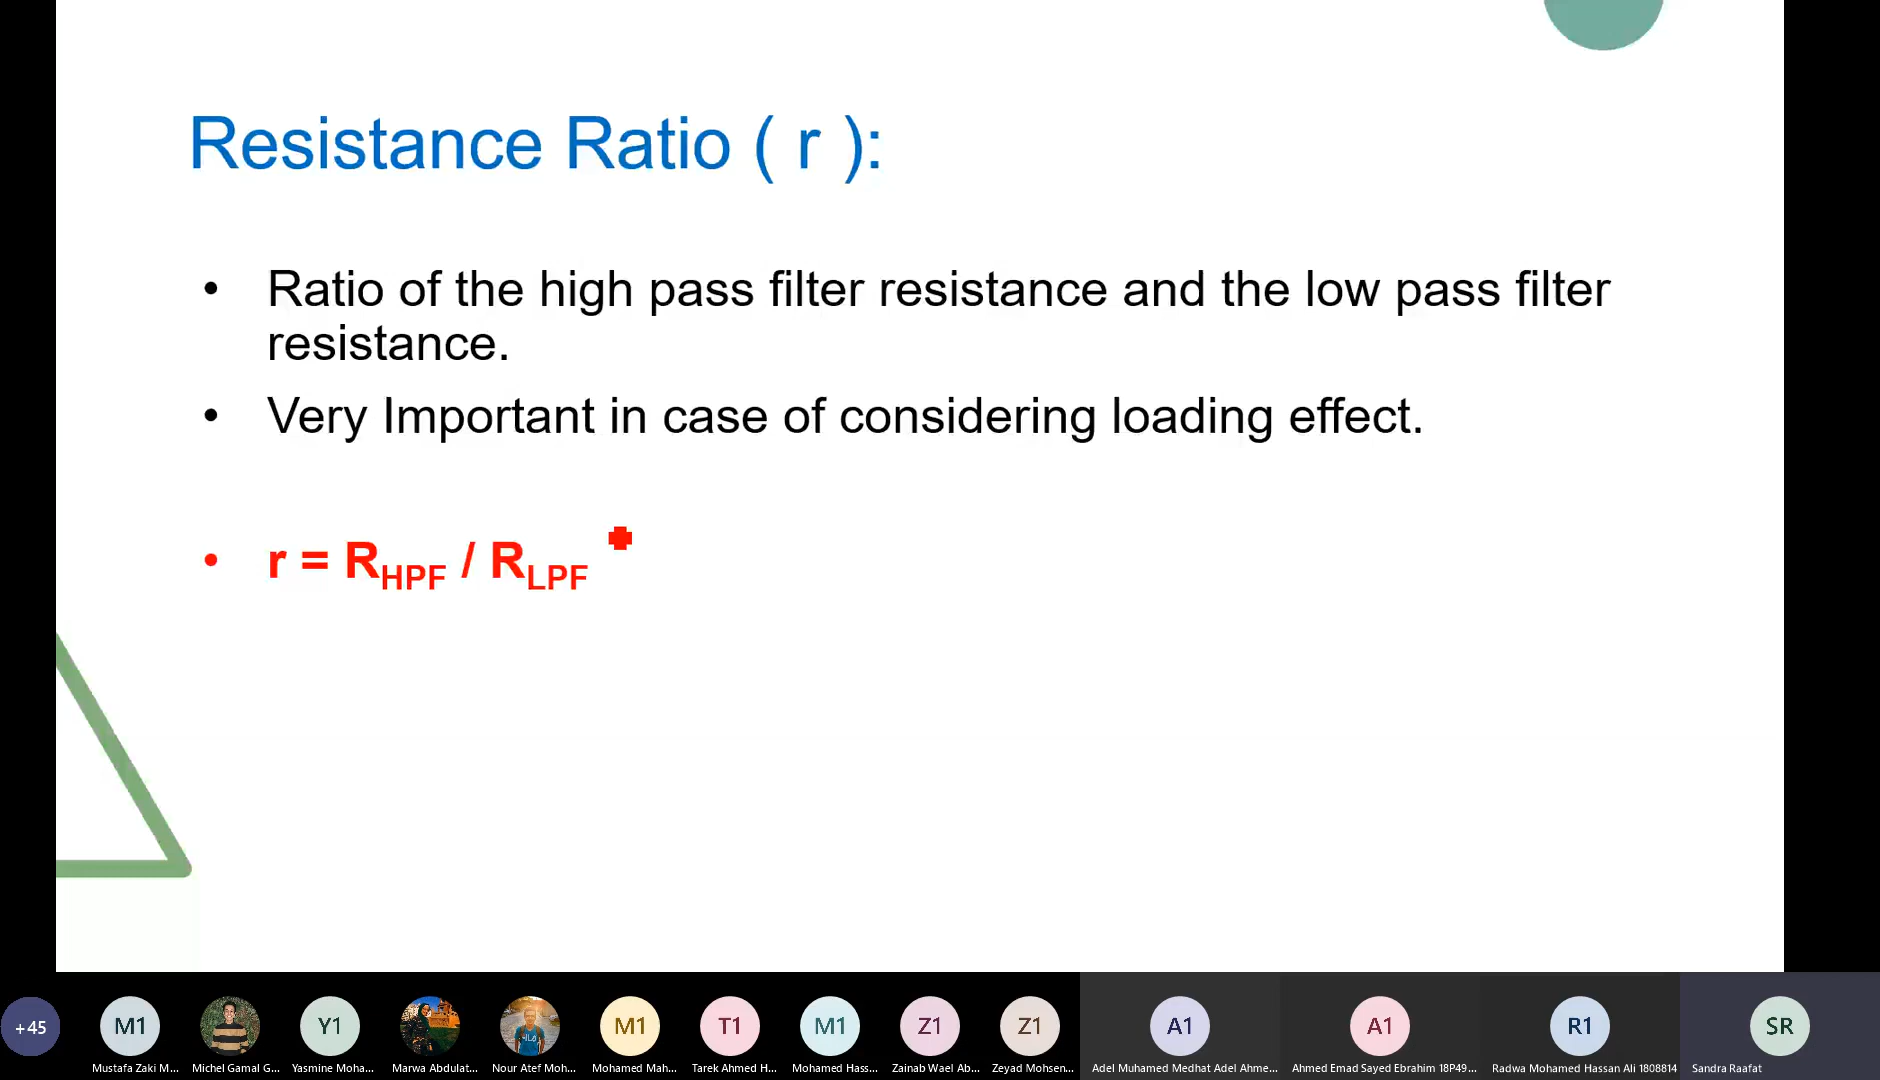 Resistance Ratio ( r ):
• Ratio of the high pass filter resistance and the low pass filter
resistance.
• Very Important in case of considering loading effect.
• r = RHPF / RLPF
+45 M1 Y1 M1 T1 M1 Z1 Z1 A1 A1 R1 SR
Mustafa Zaki M... Michel Gamal G... Yasmine Moha... Marwa Abdulat... Nour Atef Moh... Mohamed Mah... Tarek Ahmed H... Mohamed Hass... Zainab Wael Ab... Zeyad Mohsen... Adel Muhamed Medhat Adel Ahme... Ahmed Emad Sayed Ebrahim 18P49... Radwa Mohamed Hassan Ali 1808814 Sandra Raafat